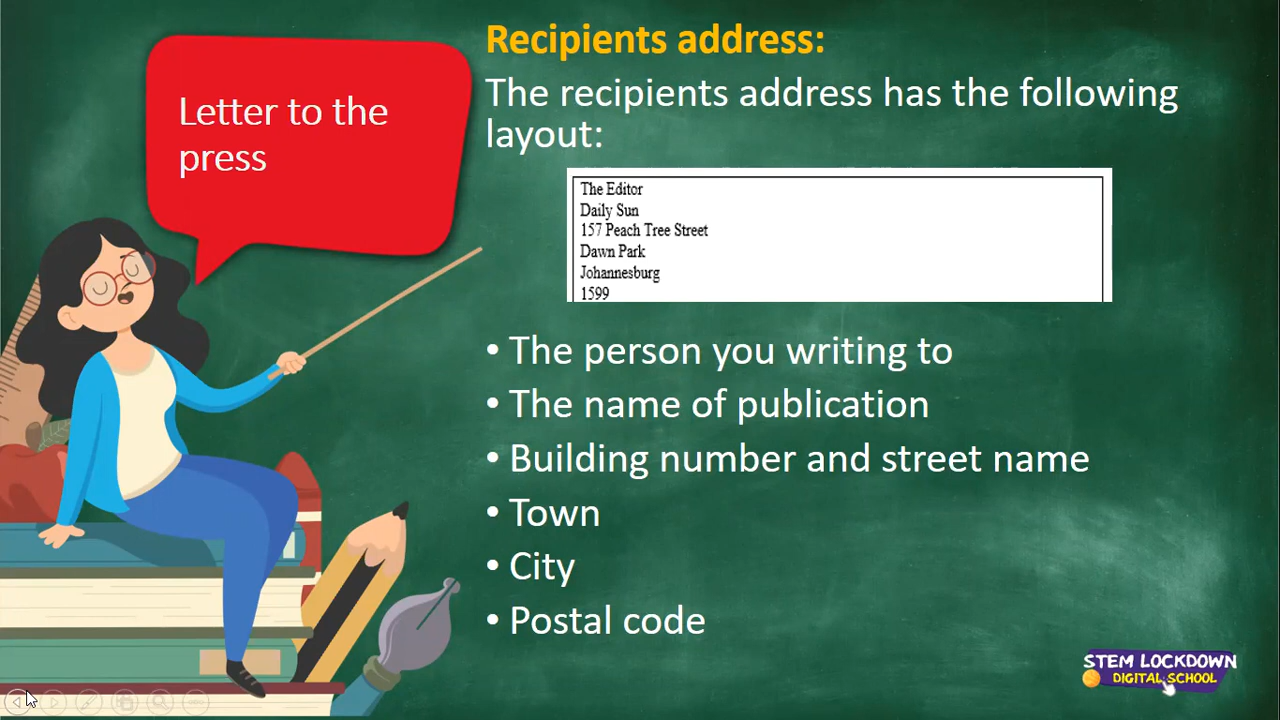 Letter to the
press
Recipients address:
The recipients address has the following
layout:
The Editor
Daily Sun
157 Peach Tree Street
Dawn Park
Johannesburg
1599
• The person you writing to
• The name of publication
• Building number and street name
• Town
• City
• Postal code
STEM LOCKDOWN
DIGITAL SCHOOL